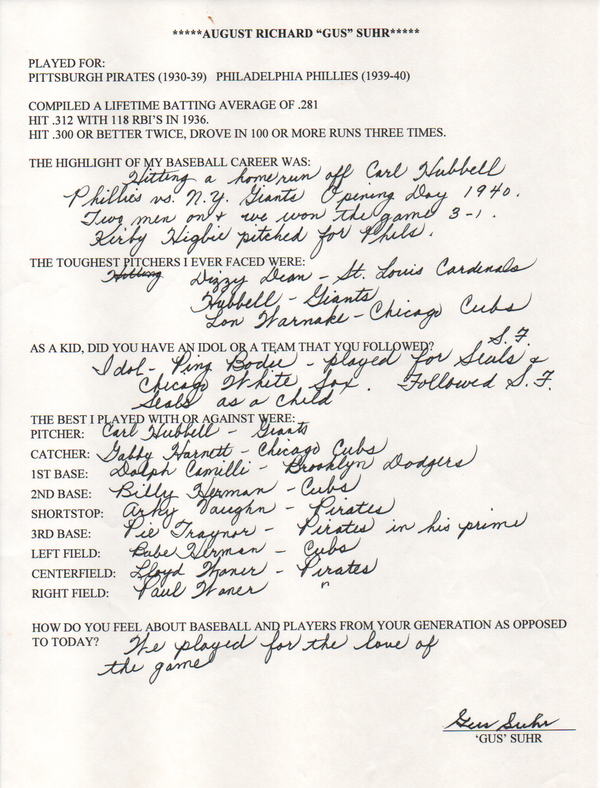 *****AUGUST RICHARD “GUS” SUHR*****
PLAYED FOR:
PITTSBURGH PIRATES (1930-39) PHILADELPHIA PHILLIES (1939-40)
COMPILED A LIFETIME BATTING AVERAGE OF .281
HIT .312 WITH 118 RBI’S IN 1936.
HIT .300 OR BETTER TWICE, DROVE IN 100 OR MORE RUNS THREE TIMES.
THE HIGHLIGHT OF MY BASEBALL CAREER WAS:
Hitting a homerun off Carl Hubbell
Phillies vs. N.Y. Giants Opening Day 1940.
Two men on & we won the game 3-1.
Kirby Higbie pitched for Phils.
THE TOUGHEST PITCHERS I EVER FACED WERE:
Hitting Dizzy Dean - St. Louis Cardinals
Hubbell - Giants
Lon Warnake - Chicago Cubs
AS A KID, DID YOU HAVE AN IDOL OR A TEAM THAT YOU FOLLOWED? S.F.
Idol - Ping Bodie - played for Seals &
Chicago White Sox. Followed S.F.
Seals as a child
THE BEST I PLAYED WITH OR AGAINST WERE:
PITCHER: Carl Hubbell - Giants
CATCHER: Gabby Harnett - Chicago Cubs
1ST BASE: Dolph Camilli - Brooklyn Dodgers
2ND BASE: Billy Herman - Cubs
SHORTSTOP: Arky Vaughn - Pirates
3RD BASE: Pie Traynor - Pirates in his prime
LEFT FIELD: Babe Herman - Cubs
CENTERFIELD: Lloyd Waner - Pirates
RIGHT FIELD: Paul Waner "
HOW DO YOU FEEL ABOUT BASEBALL AND PLAYERS FROM YOUR GENERATION AS OPPOSED
TO TODAY? We played for the love of
the game
Gus Suhr
‘GUS’ SUHR